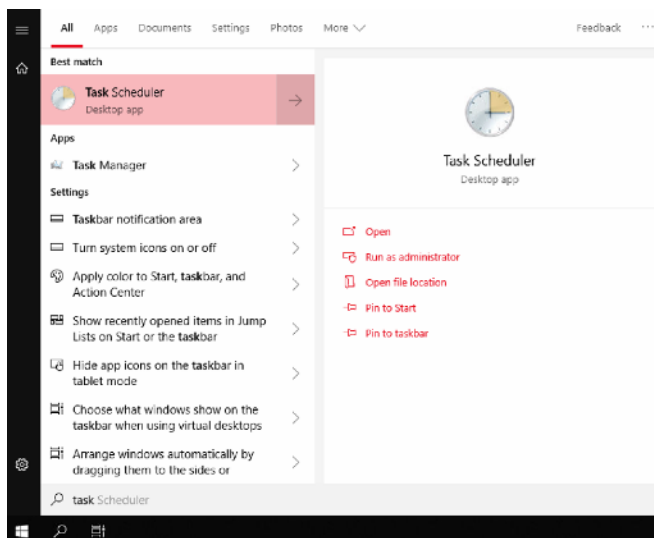 All Apps Documents Settings Photos More Feedback ...
Best match
Task Scheduler
Desktop app
Apps
Task Manager
Settings
Taskbar notification area
Turn system icons on or off
Apply color to Start, taskbar, and
Action Center
Show recently opened items in Jump
Lists on Start or the taskbar
Hide app icons on the taskbar in
tablet mode
Choose what windows show on the
taskbar when using virtual desktops
Arrange windows automatically by
dragging them to the sides or
task Scheduler
Task Scheduler
Desktop app
Open
Run as administrator
Open file location
Pin to Start
Pin to taskbar